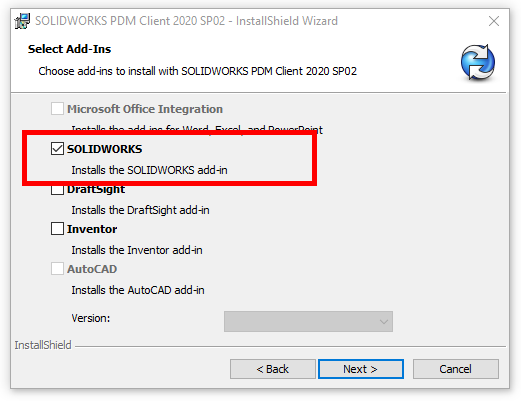 SOLIDWORKS PDM Client 2020 SP02 - InstallShield Wizard
Select Add-Ins
Choose add-ins to install with SOLIDWORKS PDM Client 2020 SP02
Microsoft Office Integration
Installs the add-ins for Word, Excel, and PowerPoint
SOLIDWORKS
Installs the SOLIDWORKS add-in
DraftSight
Installs the DraftSight add-in
Inventor
Installs the Inventor add-in
AutoCAD
Installs the AutoCAD add-in
Version:
InstallShield
< Back Next > Cancel